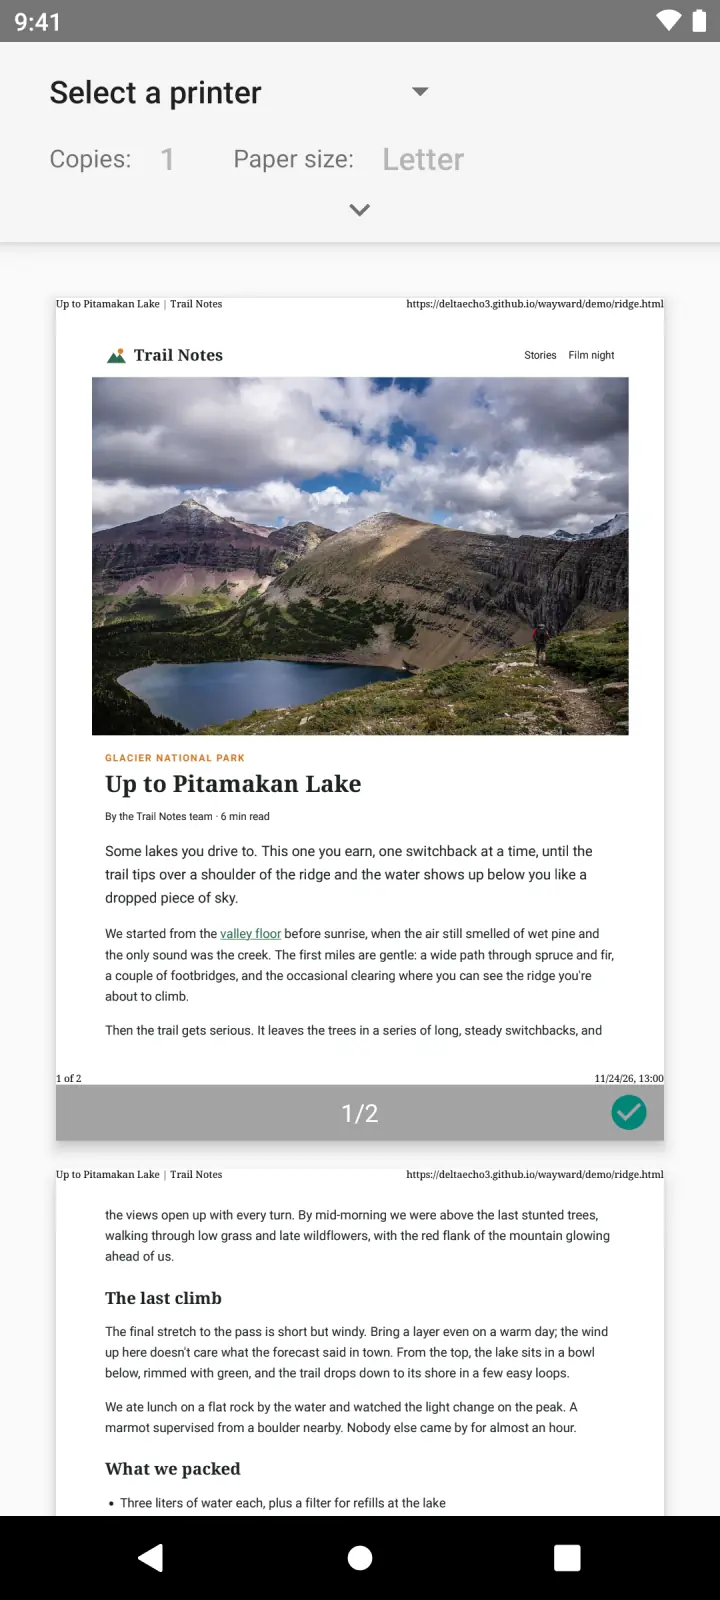 9:41
Select a printer
Copies: 1 Paper size: Letter
Up to Pitamakan Lake | Trail Notes https://deltaecho3.github.io/wayward/demo/ridge.html
Trail Notes Stories Film night
GLACIER NATIONAL PARK
Up to Pitamakan Lake
By the Trail Notes team · 6 min read
Some lakes you drive to. This one you earn, one switchback at a time, until the
trail tips over a shoulder of the ridge and the water shows up below you like a
dropped piece of sky.
We started from the valley floor before sunrise, when the air still smelled of wet pine and
the only sound was the creek. The first miles are gentle: a wide path through spruce and fir,
a couple of footbridges, and the occasional clearing where you can see the ridge you're
about to climb.
Then the trail gets serious. It leaves the trees in a series of long, steady switchbacks, and
1 of 2 11/24/26, 13:00
1/2
Up to Pitamakan Lake | Trail Notes https://deltaecho3.github.io/wayward/demo/ridge.html
the views open up with every turn. By mid-morning we were above the last stunted trees,
walking through low grass and late wildflowers, with the red flank of the mountain glowing
ahead of us.
The last climb
The final stretch to the pass is short but windy. Bring a layer even on a warm day; the wind
up here doesn't care what the forecast said in town. From the top, the lake sits in a bowl
below, rimmed with green, and the trail drops down to its shore in a few easy loops.
We ate lunch on a flat rock by the water and watched the light change on the peak. A
marmot supervised from a boulder nearby. Nobody else came by for almost an hour.
What we packed
• Three liters of water each, plus a filter for refills at the lake